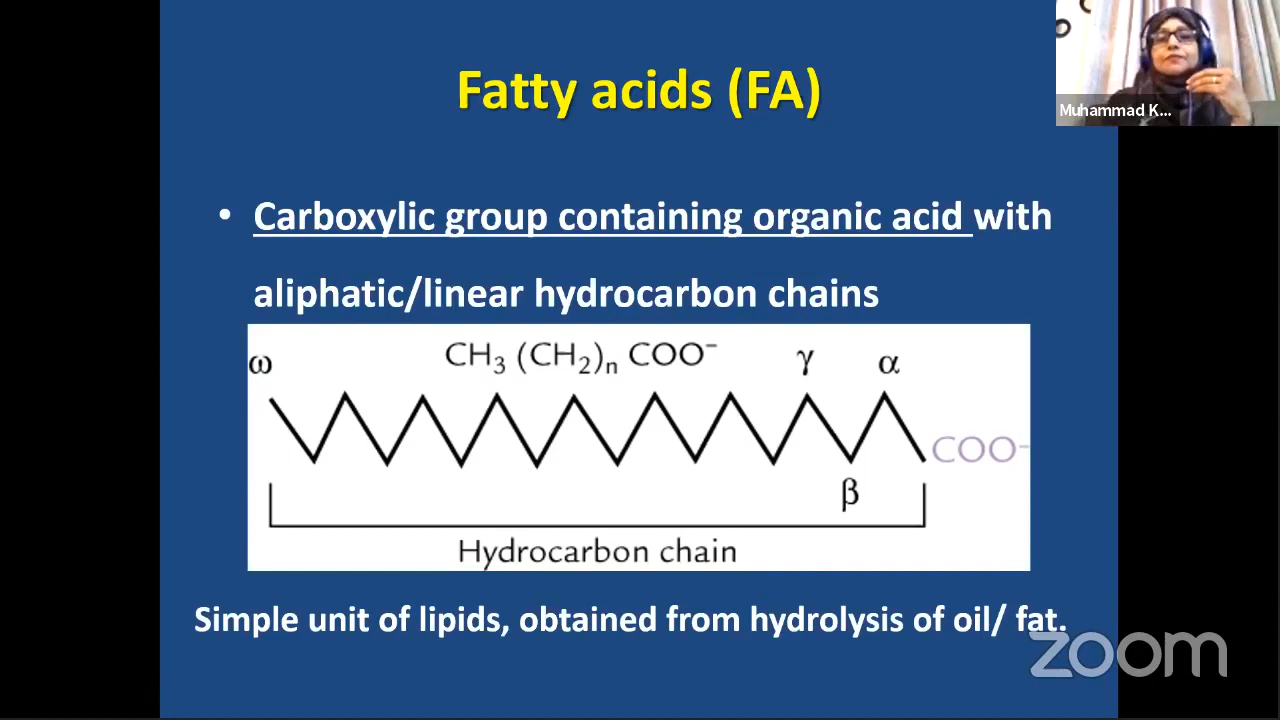 Fatty acids (FA)
Muhammad K...
• Carboxylic group containing organic acid with
aliphatic/linear hydrocarbon chains
CH₃ (CH₂)ₙ COO⁻
ω
γ
α
COO⁻
β
Hydrocarbon chain
Simple unit of lipids, obtained from hydrolysis of oil/ fat.
zoom